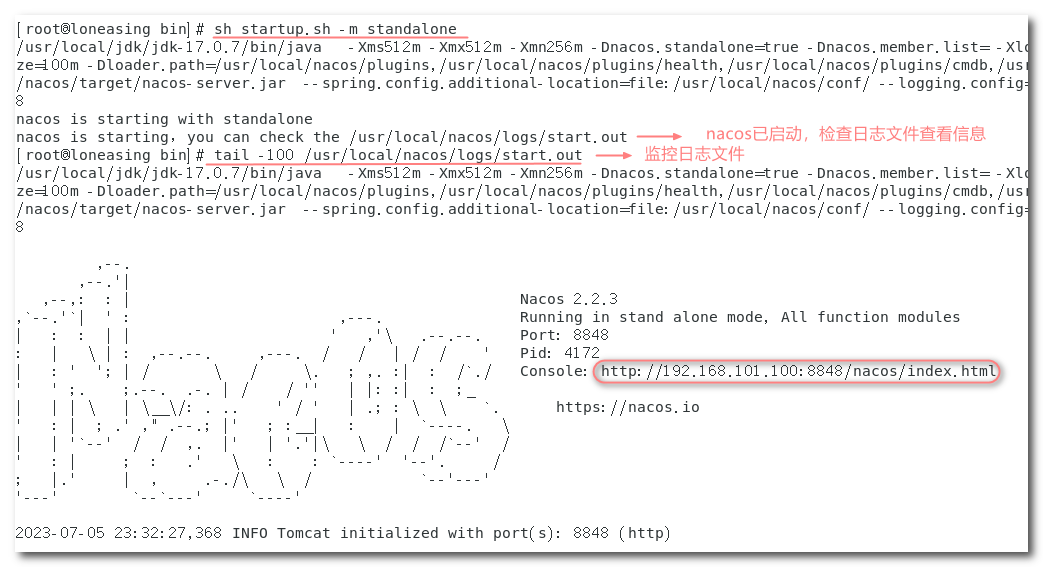 [root@loneasing bin]# sh startup.sh -m standalone
/usr/local/jdk/jdk-17.0.7/bin/java   -Xms512m -Xmx512m -Xmn256m -Dnacos.standalone=true -Dnacos.member.list= -Xlo
ze=100m -Dloader.path=/usr/local/nacos/plugins,/usr/local/nacos/plugins/health,/usr/local/nacos/plugins/cmdb,/usr
/nacos/target/nacos-server.jar  --spring.config.additional-location=file:/usr/local/nacos/conf/ --logging.config=
8
nacos is starting with standalone
nacos is starting，you can check the /usr/local/nacos/logs/start.out nacos已启动，检查日志文件查看信息
[root@loneasing bin]# tail -100 /usr/local/nacos/logs/start.out 监控日志文件
/usr/local/jdk/jdk-17.0.7/bin/java   -Xms512m -Xmx512m -Xmn256m -Dnacos.standalone=true -Dnacos.member.list= -Xlo
ze=100m -Dloader.path=/usr/local/nacos/plugins,/usr/local/nacos/plugins/health,/usr/local/nacos/plugins/cmdb,/usr
/nacos/target/nacos-server.jar  --spring.config.additional-location=file:/usr/local/nacos/conf/ --logging.config=
8
Nacos 2.2.3
Running in stand alone mode, All function modules
Port: 8848
Pid: 4172
Console: http://192.168.101.100:8848/nacos/index.html
https://nacos.io
2023-07-05 23:32:27,368 INFO Tomcat initialized with port(s): 8848 (http)